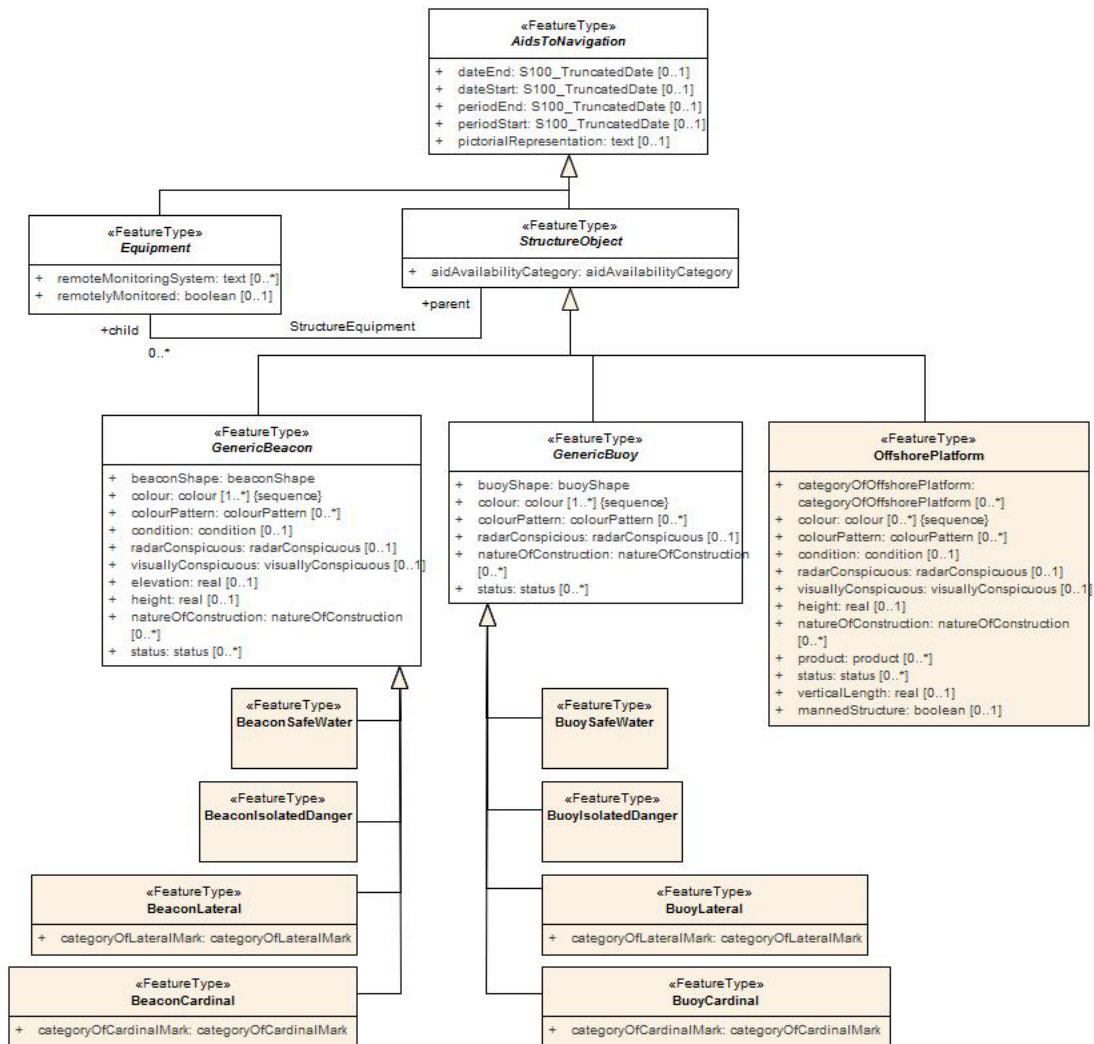 «FeatureType»
AidsToNavigation
+ dateEnd: S100_TruncatedDate [0..1]
+ dateStart: S100_TruncatedDate [0..1]
+ periodEnd: S100_TruncatedDate [0..1]
+ periodStart: S100_TruncatedDate [0..1]
+ pictorialRepresentation: text [0..1]
«FeatureType»
Equipment
+ remoteMonitoringSystem: text [0..*]
+ remotelyMonitored: boolean [0..1]
«FeatureType»
StructureObject
+ aidAvailabilityCategory: aidAvailabilityCategory
+child
0..*
StructureEquipment
+parent
«FeatureType»
GenericBeacon
+ beaconShape: beaconShape
+ colour: colour [1..*] {sequence}
+ colourPattern: colourPattern [0..*]
+ condition: condition [0..1]
+ radarConspicuous: radarConspicuous [0..1]
+ visuallyConspicuous: visuallyConspicuous [0..1]
+ elevation: real [0..1]
+ height: real [0..1]
+ natureOfConstruction: natureOfConstruction
[0..*]
+ status: status [0..*]
«FeatureType»
GenericBuoy
+ buoyShape: buoyShape
+ colour: colour [1..*] {sequence}
+ colourPattern: colourPattern [0..*]
+ radarConspicious: radarConspicuous [0..1]
+ natureOfConstruction: natureOfConstruction
[0..*]
+ status: status [0..*]
«FeatureType»
OffshorePlatform
+ categoryOfOffshorePlatform:
categoryOfOffshorePlatform [0..*]
+ colour: colour [0..*] {sequence}
+ colourPattern: colourPattern [0..*]
+ condition: condition [0..1]
+ radarConspicuous: radarConspicuous [0..1]
+ visuallyConspicuous: visuallyConspicuous [0..1]
+ height: real [0..1]
+ natureOfConstruction: natureOfConstruction
[0..*]
+ product: product [0..*]
+ status: status [0..*]
+ verticalLength: real [0..1]
+ mannedStructure: boolean [0..1]
«FeatureType»
BeaconSafeWater
«FeatureType»
BuoySafeWater
«FeatureType»
BeaconIsolatedDanger
«FeatureType»
BuoyIsolatedDanger
«FeatureType»
BeaconLateral
+ categoryOfLateralMark: categoryOfLateralMark
«FeatureType»
BuoyLateral
+ categoryOfLateralMark: categoryOfLateralMark
«FeatureType»
BeaconCardinal
+ categoryOfCardinalMark: categoryOfCardinalMark
«FeatureType»
BuoyCardinal
+ categoryOfCardinalMark: categoryOfCardinalMark